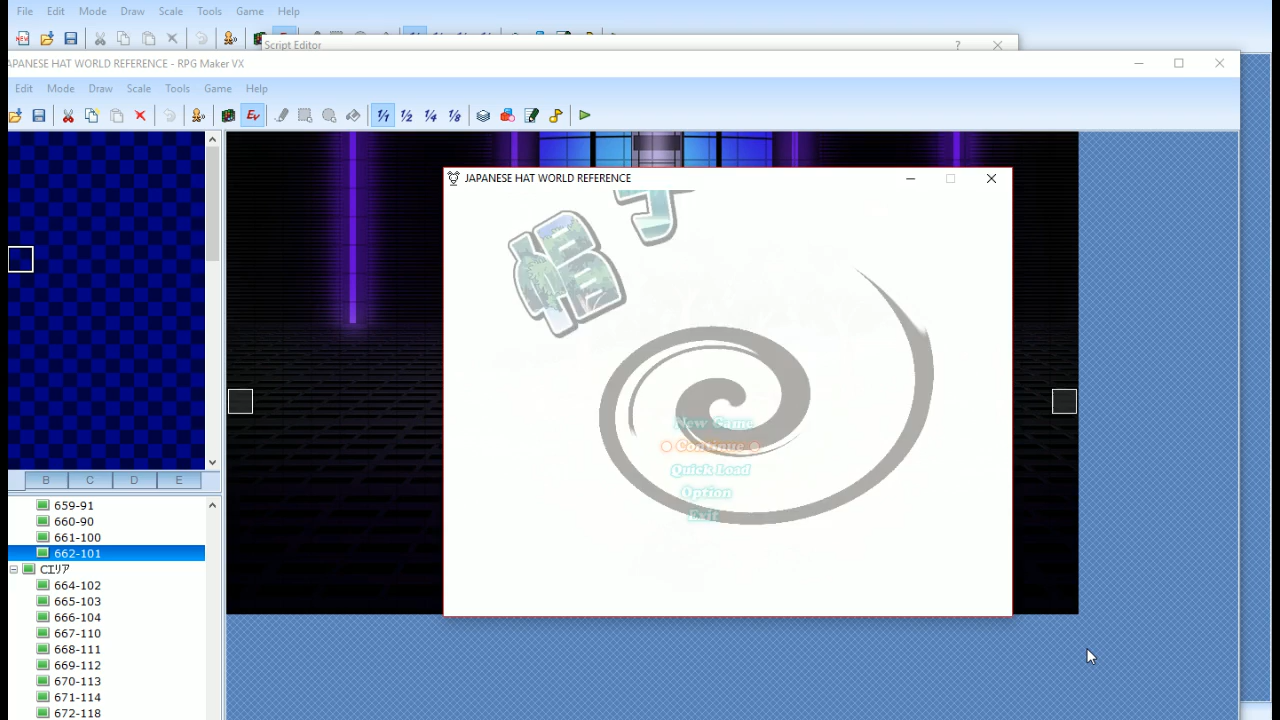 File Edit Mode Draw Scale Tools Game Help
Script Editor
JAPANESE HAT WORLD REFERENCE - RPG Maker VX
Edit Mode Draw Scale Tools Game Help
1/1 1/2 1/4 1/8
JAPANESE HAT WORLD REFERENCE
帽子
New Game
Continue
Quick Load
Option
Exit
B C D E
659-91
660-90
661-100
662-101
Cエリア
664-102
665-103
666-104
667-110
668-111
669-112
670-113
671-114
672-118